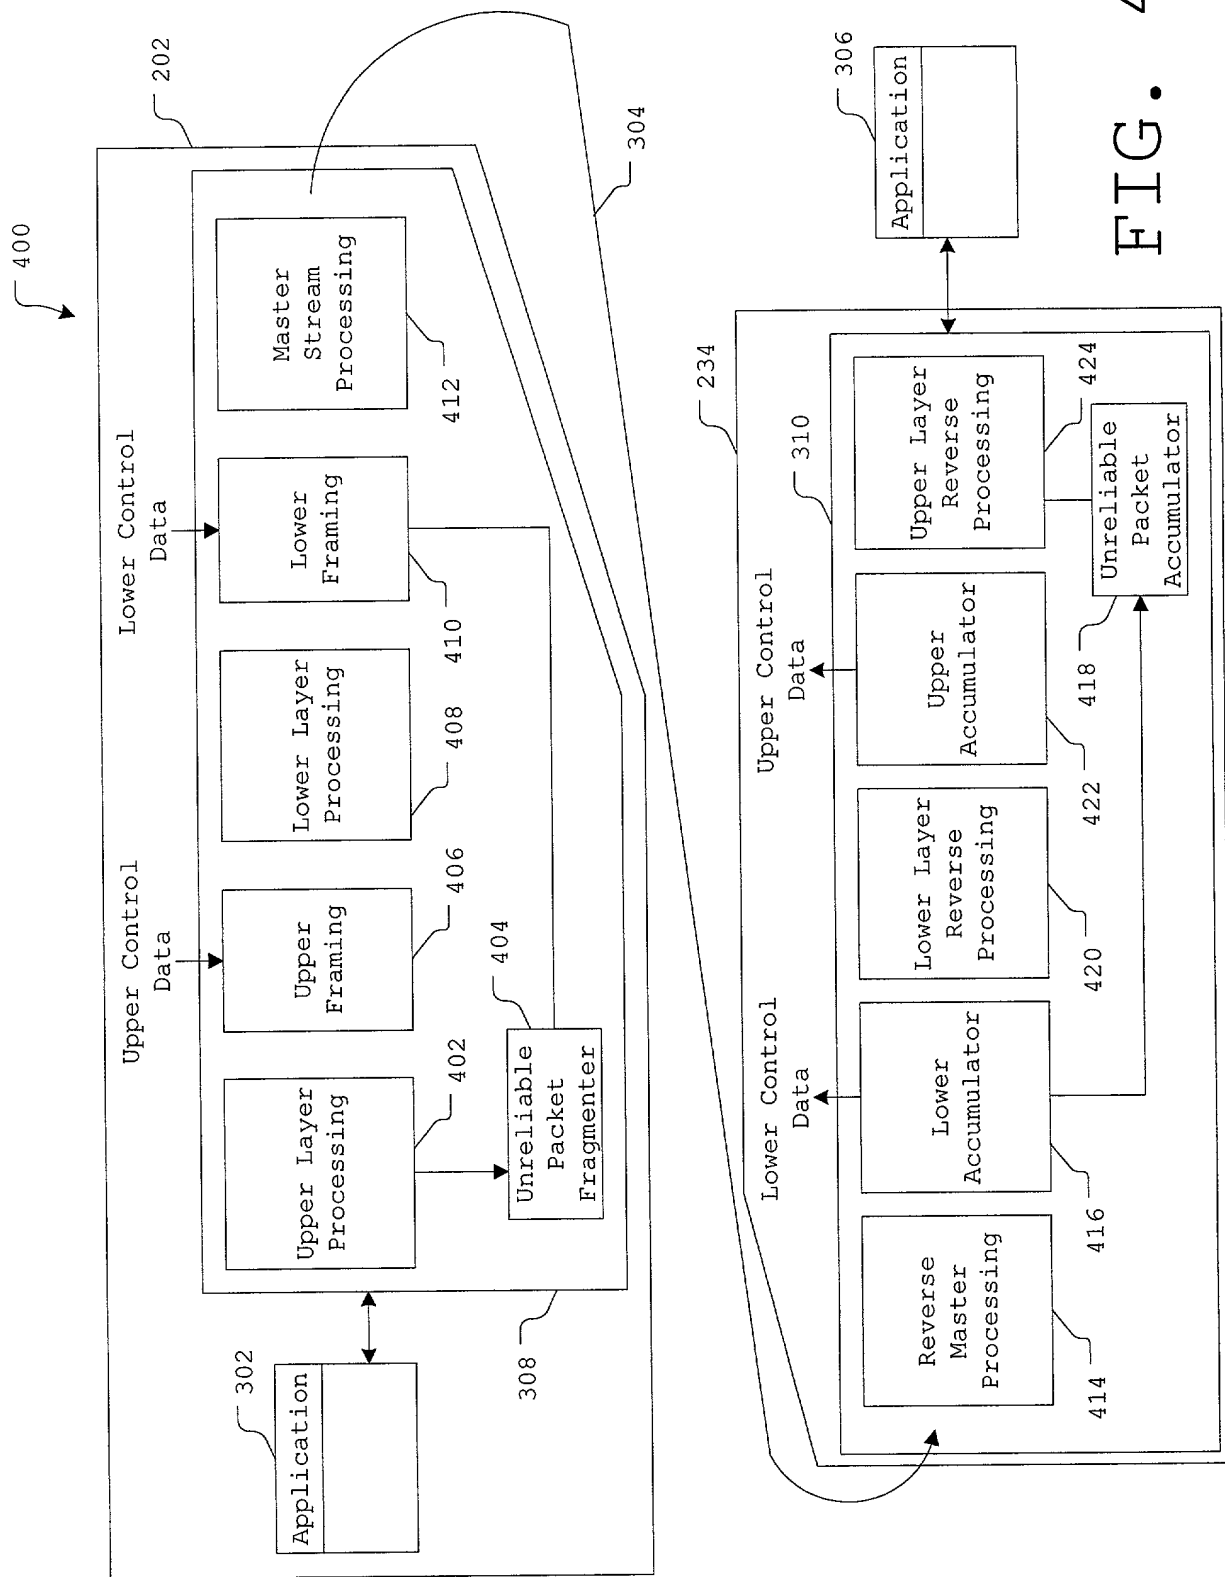 400
202
Upper Control
Data
Lower Control
Data
302
Application
308
Upper Layer
Processing
402
Unreliable
Packet
Fragmenter
404
Upper
Framing
406
Lower Layer
Processing
408
Lower
Framing
410
Master
Stream
Processing
412
304
234
310
Lower Control
Data
Upper Control
Data
Reverse
Master
Processing
414
Lower
Accumulator
416
Lower Layer
Reverse
Processing
420
Upper
Accumulator
422
Upper Layer
Reverse
Processing
424
Unreliable
Packet
Accumulator
418
306
Application
FIG. 4